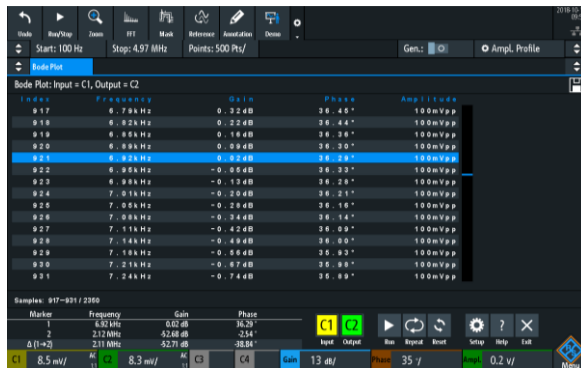 2018-10-
Undo Run/Stop Zoom FFT Mask Reference Annotation Demo
Start: 100 Hz Stop: 4.97 MHz Points: 500 Pts/ Gen.: Ampl. Profile
Bode Plot
Bode Plot: Input = C1, Output = C2
Index Frequency Gain Phase Amplitude
917 6.79kHz 0.32dB 36.45° 100mVpp
918 6.82kHz 0.22dB 36.44° 100mVpp
919 6.85kHz 0.16dB 36.36° 100mVpp
920 6.89kHz 0.09dB 36.30° 100mVpp
921 6.92kHz 0.02dB 36.29° 100mVpp
922 6.95kHz -0.05dB 36.33° 100mVpp
923 6.98kHz -0.13dB 36.28° 100mVpp
924 7.01kHz -0.20dB 36.21° 100mVpp
925 7.05kHz -0.28dB 36.16° 100mVpp
926 7.08kHz -0.34dB 36.14° 100mVpp
927 7.11kHz -0.42dB 36.09° 100mVpp
928 7.14kHz -0.49dB 36.00° 100mVpp
929 7.18kHz -0.56dB 35.93° 100mVpp
930 7.21kHz -0.67dB 35.98° 100mVpp
931 7.24kHz -0.74dB 35.89° 100mVpp
Samples: 917-931 / 2350
Marker Frequency Gain Phase
1 6.92 kHz 0.02 dB 36.29 °
2 2.12 MHz -52.68 dB -2.54 °
Δ (1→2) 2.11 MHz -52.71 dB -38.84 °
C1 C2
Input Output Run Repeat Reset Setup Help Exit
C1 8.5 mV/ AC C2 8.3 mV/ AC C3 C4 Gain 13 dB/ Phase 35 °/ Ampl. 0.2 V/ Menu